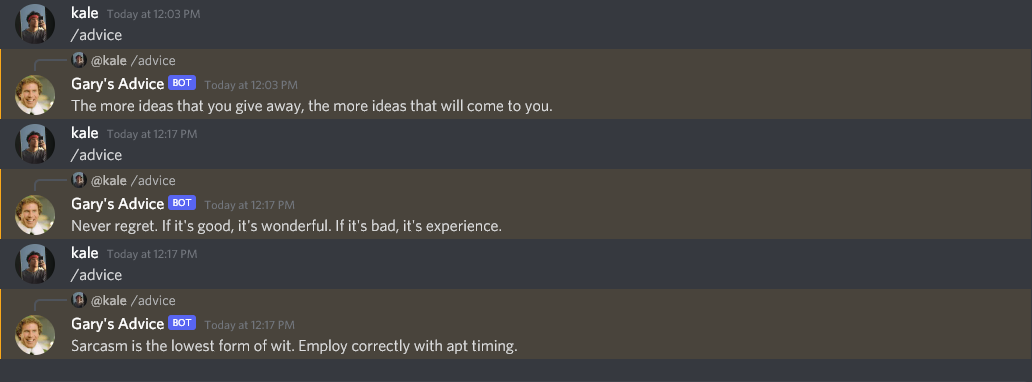 kale Today at 12:03 PM
/advice
@kale /advice
Gary's Advice BOT Today at 12:03 PM
The more ideas that you give away, the more ideas that will come to you.
kale Today at 12:17 PM
/advice
@kale /advice
Gary's Advice BOT Today at 12:17 PM
Never regret. If it's good, it's wonderful. If it's bad, it's experience.
kale Today at 12:17 PM
/advice
@kale /advice
Gary's Advice BOT Today at 12:17 PM
Sarcasm is the lowest form of wit. Employ correctly with apt timing.